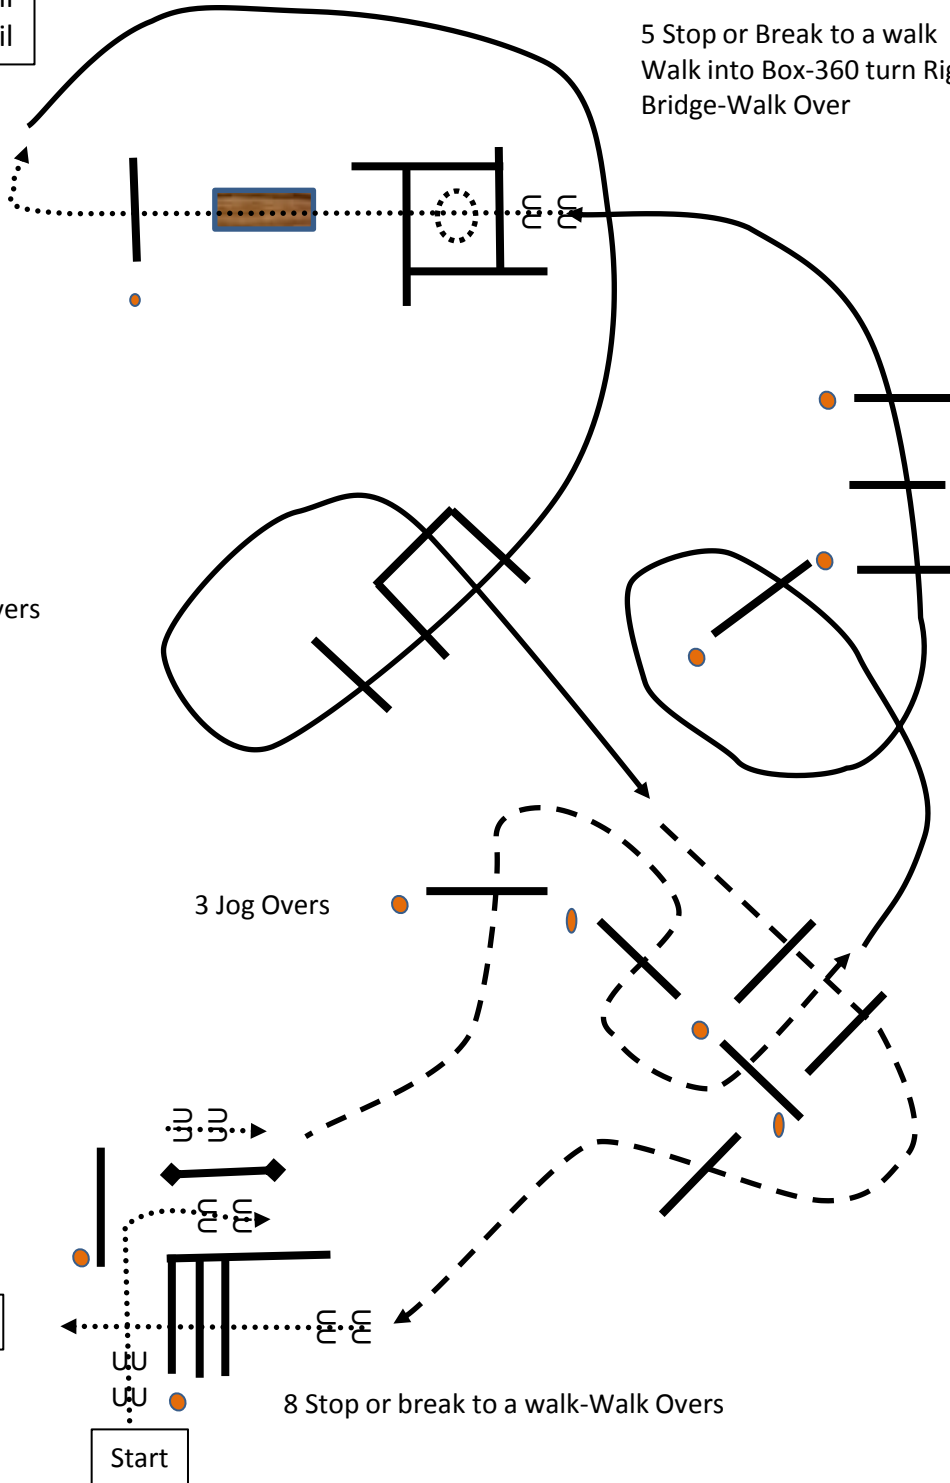 5 Stop or Break to a walk
Walk into Box-360 turn
Bridge-Walk Over
3 Jog Overs
8 Stop or break to a walk-Walk Overs
Start